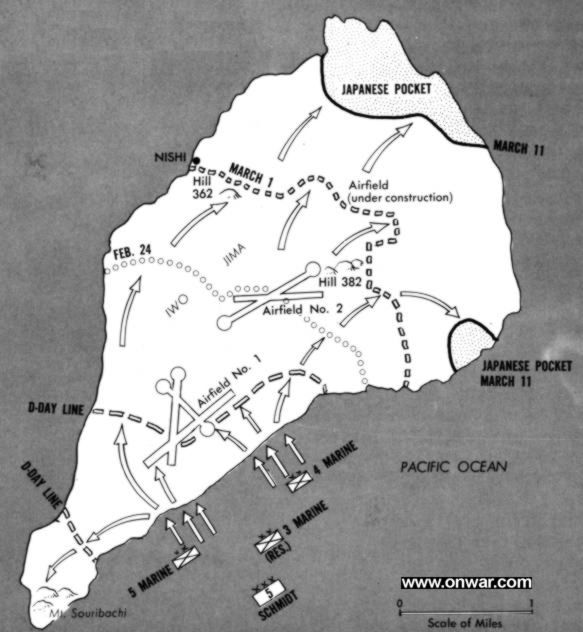 JAPANESE POCKET
MARCH 11
NISHI
MARCH 1
Hill
362
Airfield
(under construction)
FEB. 24
JIMA
IWO
Hill 382
Airfield No. 2
JAPANESE POCKET
MARCH 11
Airfield No. 1
D-DAY LINE
D-DAY LINE
4 MARINE
PACIFIC OCEAN
3 MARINE
(RES.)
5 MARINE
5
SCHMIDT
www.onwar.com
Mt. Souribachi
0 1
Scale of Miles